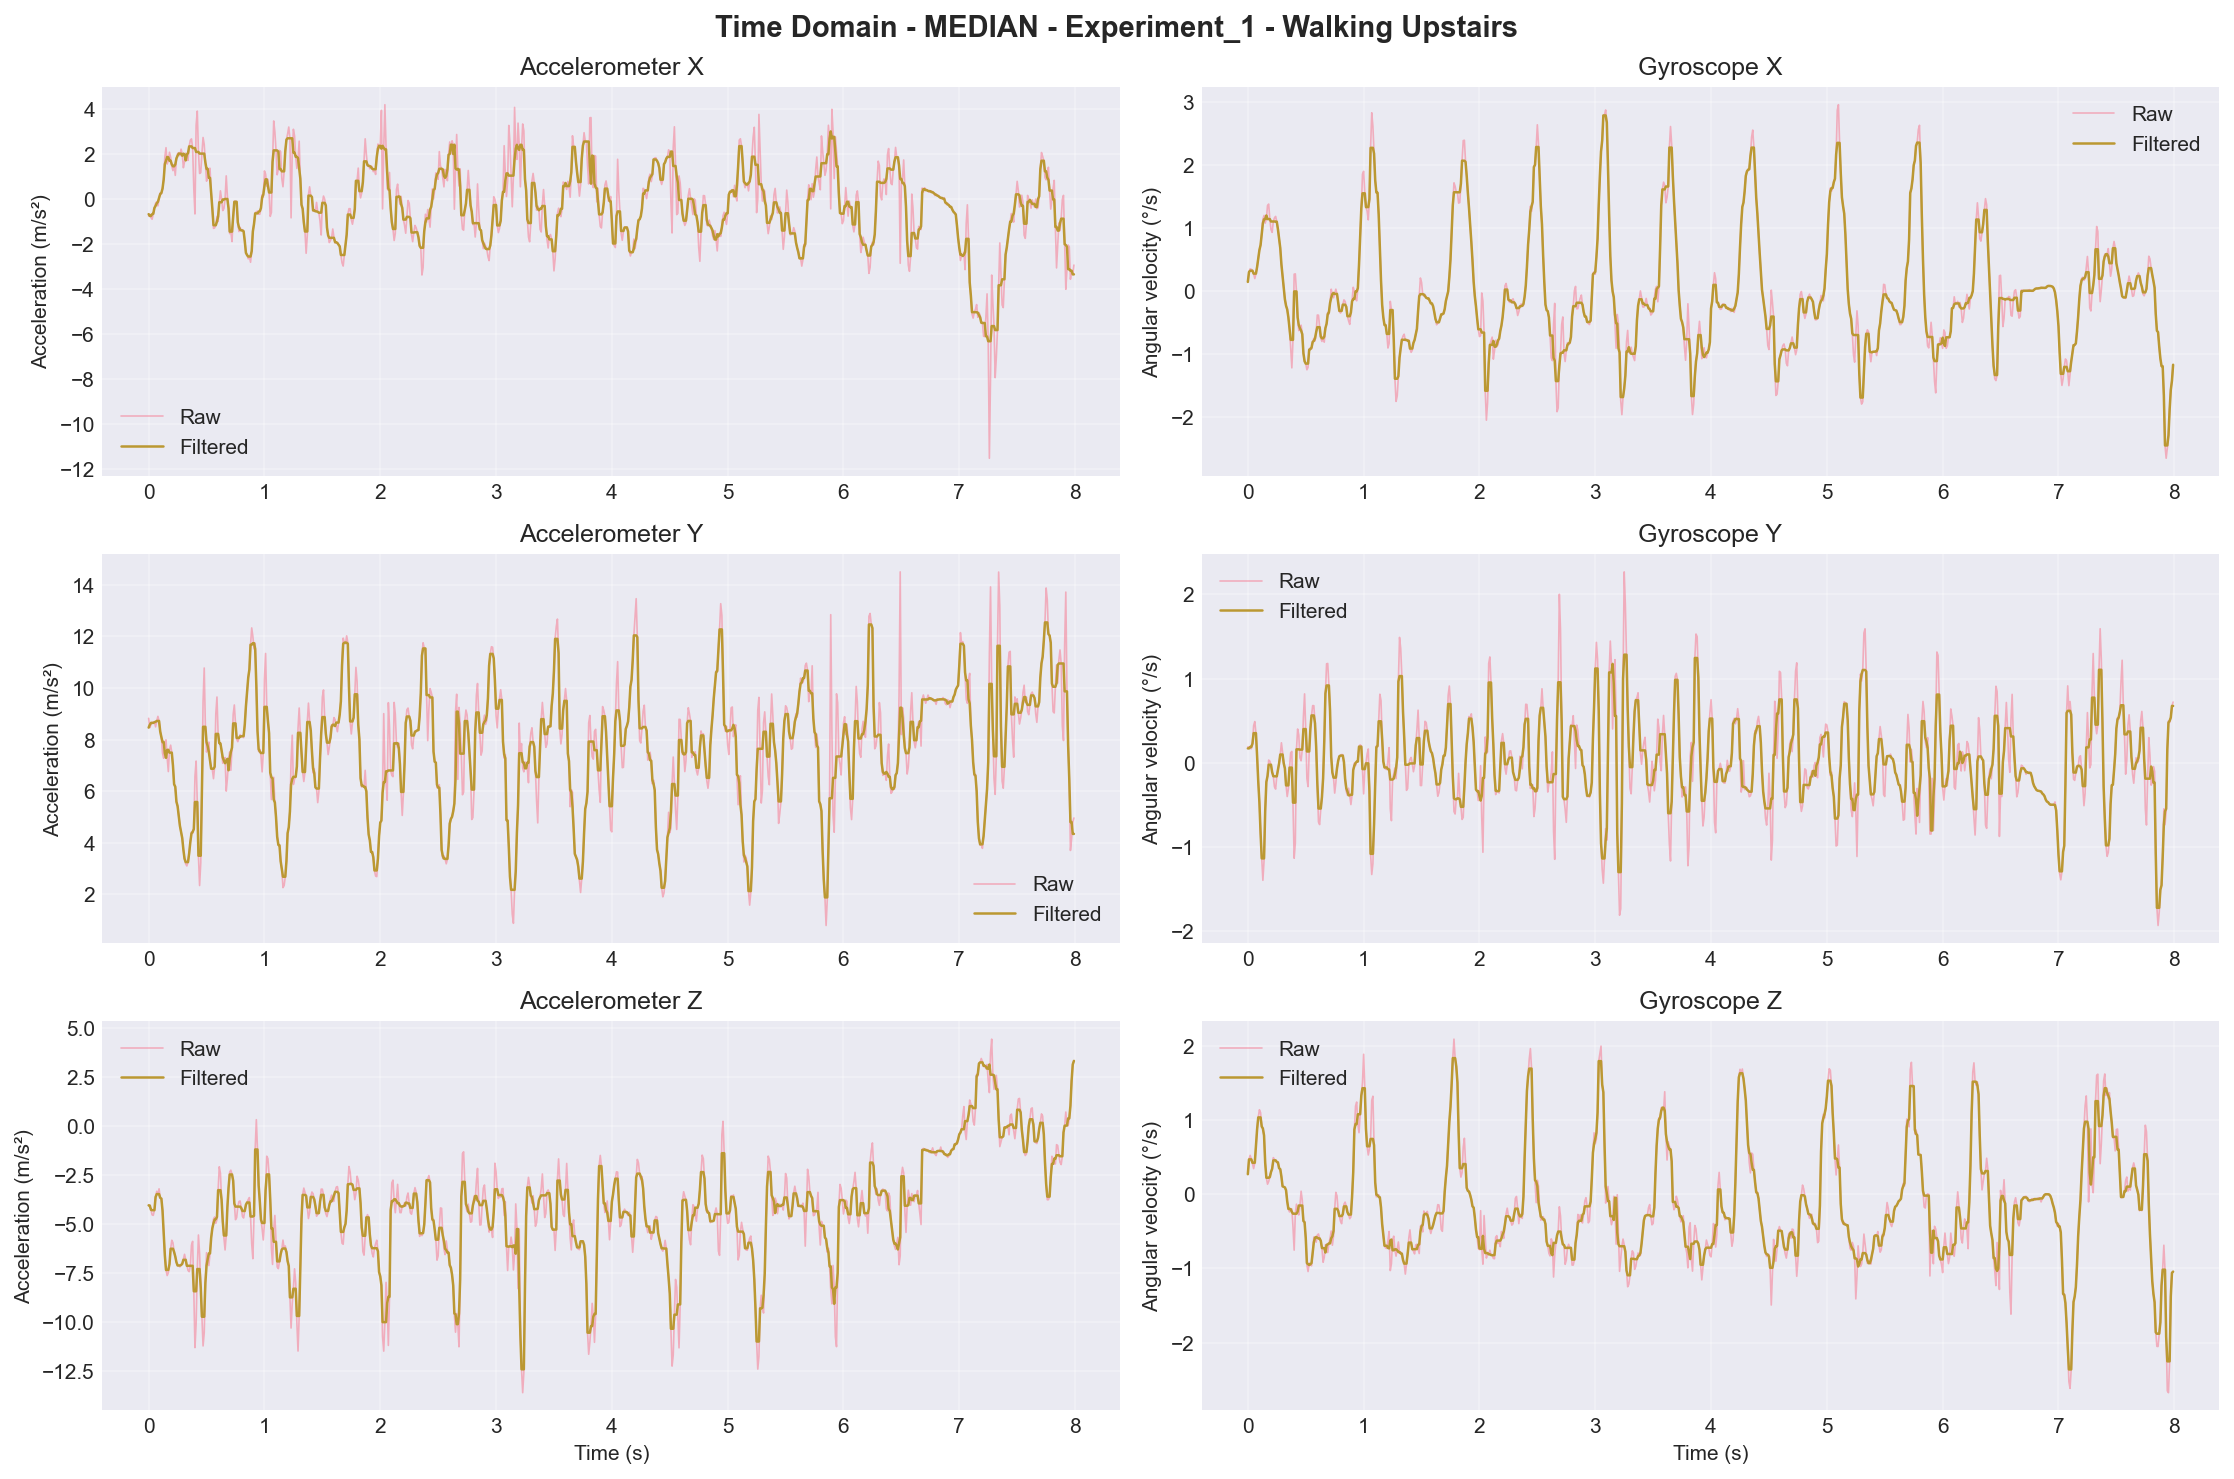 Time Domain - MEDIAN - Experiment_1 - Walking Upstairs
Accelerometer X
Acceleration (m/s²)
4
2
0
−2
−4
−6
−8
−10
−12
Raw
Filtered
0 1 2 3 4 5 6 7 8
Gyroscope X
Angular velocity (°/s)
3
2
1
0
−1
−2
Raw
Filtered
0 1 2 3 4 5 6 7 8
Accelerometer Y
Acceleration (m/s²)
14
12
10
8
6
4
2
Raw
Filtered
0 1 2 3 4 5 6 7 8
Gyroscope Y
Angular velocity (°/s)
2
1
0
−1
−2
Raw
Filtered
0 1 2 3 4 5 6 7 8
Accelerometer Z
Acceleration (m/s²)
5.0
2.5
0.0
−2.5
−5.0
−7.5
−10.0
−12.5
Raw
Filtered
0 1 2 3 4 5 6 7 8
Time (s)
Gyroscope Z
Angular velocity (°/s)
2
1
0
−1
−2
Raw
Filtered
0 1 2 3 4 5 6 7 8
Time (s)